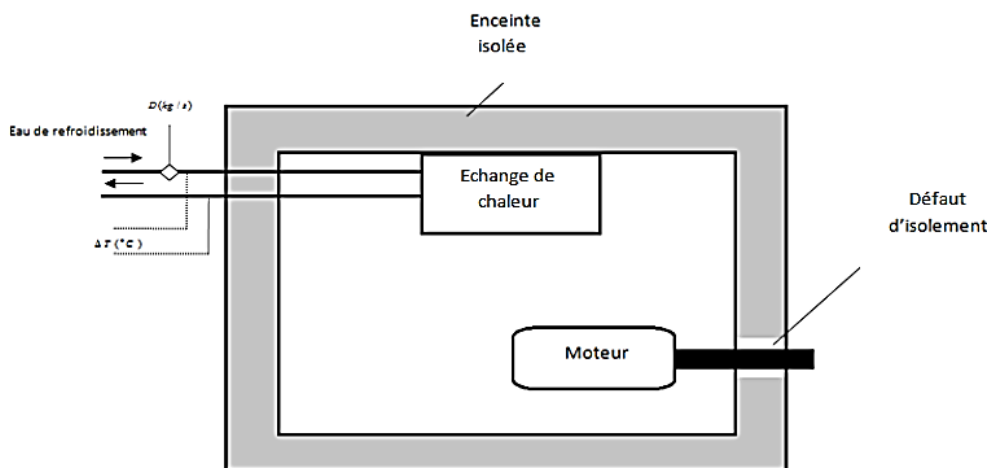 Enceinte
isolée
D(kg / s)
Eau de refroidissement
Echange de
chaleur
Défaut
d'isolement
ΔT(°C)
Moteur